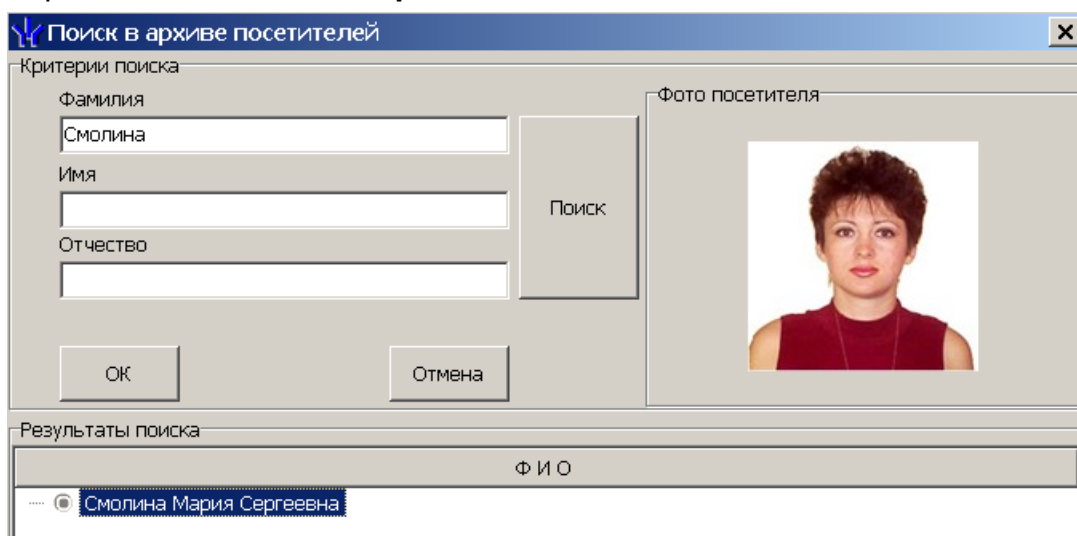 Поиск в архиве посетителей
Критерии поиска
Фамилия
Фото посетителя
Смолина
Имя
Поиск
Отчество
ОК
Отмена
Результаты поиска
Ф И О
Смолина Мария Сергеевна